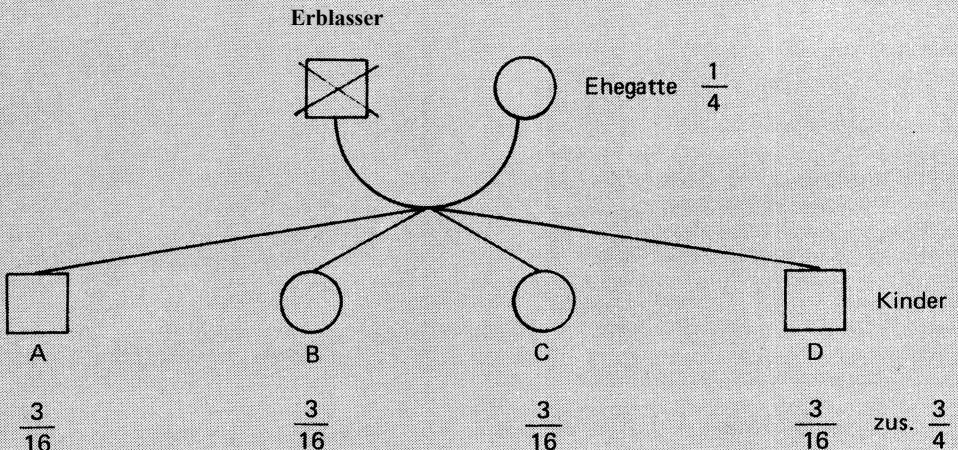 Erblasser
Ehegatte 1/4
Kinder
A B C D
3/16 3/16 3/16 3/16 zus. 3/4